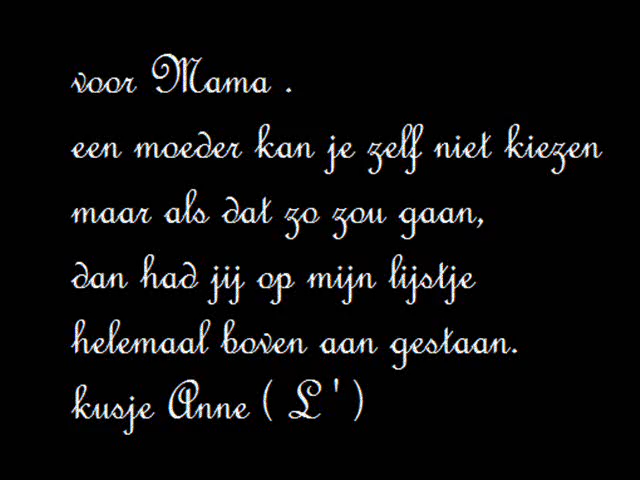 voor Mama .
een moeder kan je zelf niet kiezen
maar als dat zo zou gaan,
dan had jij op mijn lijstje
helemaal boven aan gestaan.
kusje Anne ( L ' )